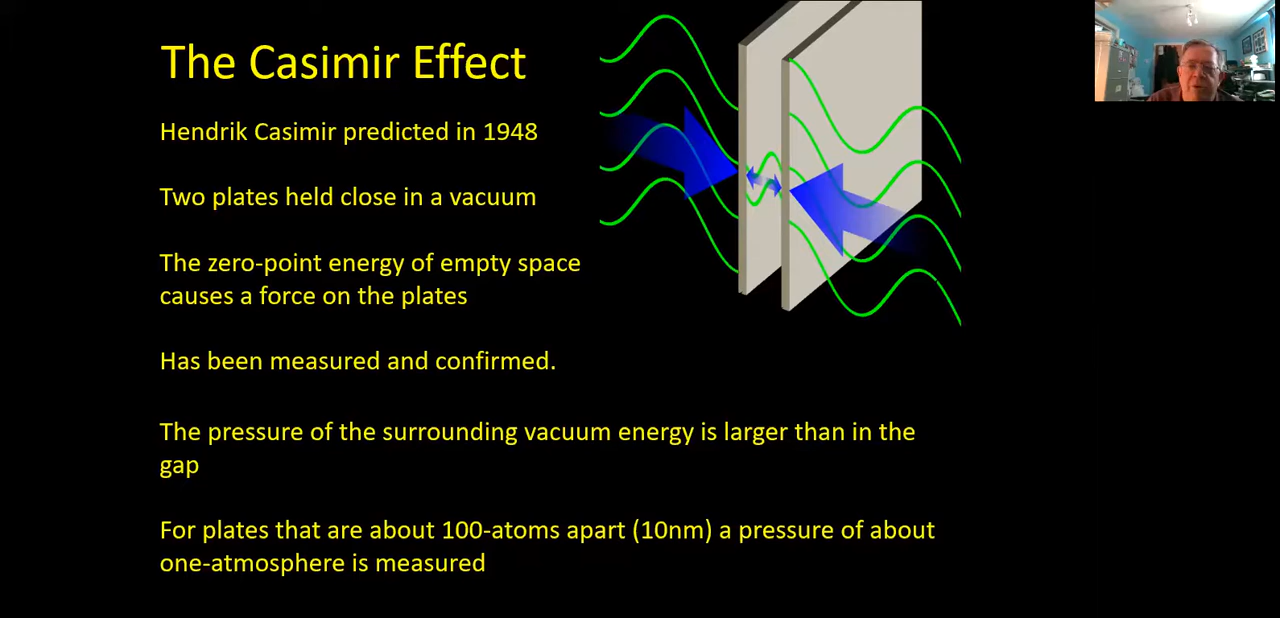 The Casimir Effect
Hendrik Casimir predicted in 1948
Two plates held close in a vacuum
The zero-point energy of empty space
causes a force on the plates
Has been measured and confirmed.
The pressure of the surrounding vacuum energy is larger than in the
gap
For plates that are about 100-atoms apart (10nm) a pressure of about
one-atmosphere is measured